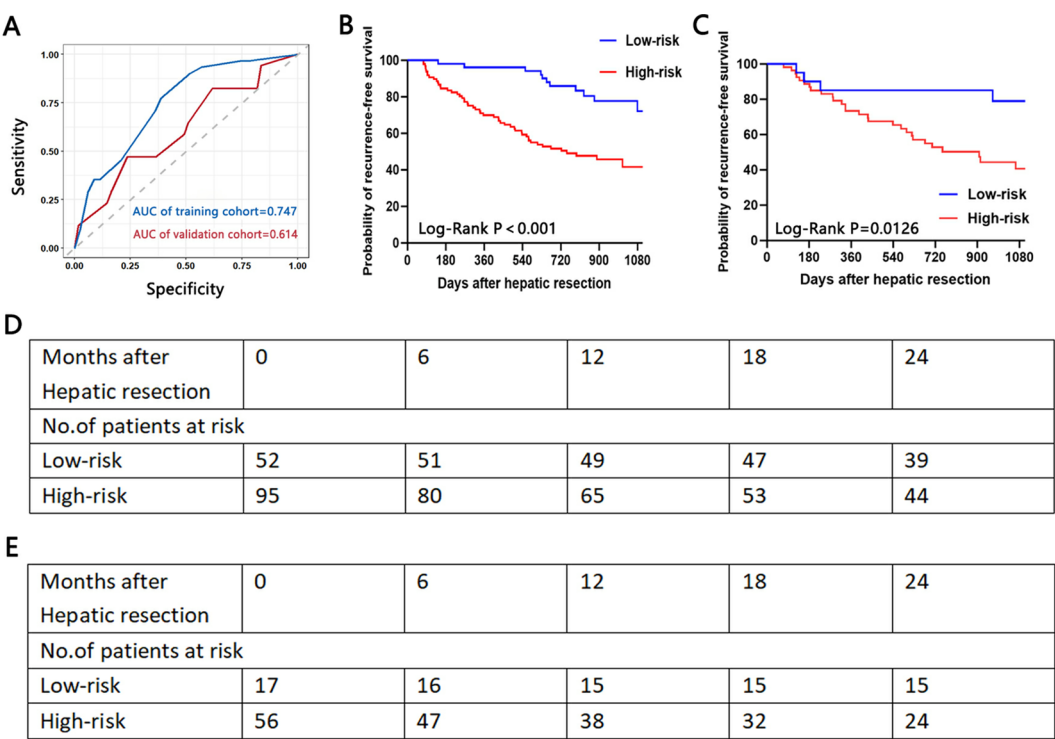 A
1.00
0.75
0.50
0.25
0.00
Sensitivity
AUC of training cohort=0.747
AUC of validation cohort=0.614
0.00 0.25 0.50 0.75 1.00
Specificity
B
Low-risk
High-risk
Probability of recurrence-free survival
100
80
60
40
20
0
Log-Rank P<0.001
0 180 360 540 720 900 1080
Days after hepatic resection
C
Probability of recurrence-free survival
100
80
60
40
20
0
Low-risk
High-risk
Log-Rank P=0.0126
0 180 360 540 720 900 1080
Days after hepatic resection
D
Months after 0 6 12 18 24
Hepatic resection
No.of patients at risk
Low-risk 52 51 49 47 39
High-risk 95 80 65 53 44
E
Months after 0 6 12 18 24
Hepatic resection
No.of patients at risk
Low-risk 17 16 15 15 15
High-risk 56 47 38 32 24